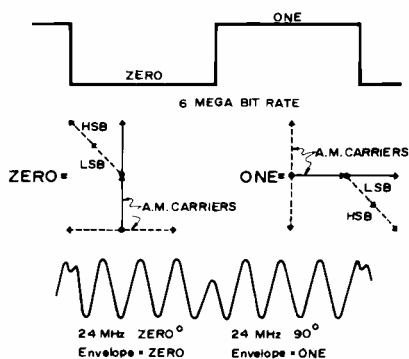 ONE
ZERO
6 MEGA BIT RATE
HSB
LSB
ZERO=
A.M. CARRIERS
ONE=
A.M. CARRIERS
LSB
HSB
24 MHz ZERO° 24 MHz 90°
Envelope = ZERO Envelope = ONE